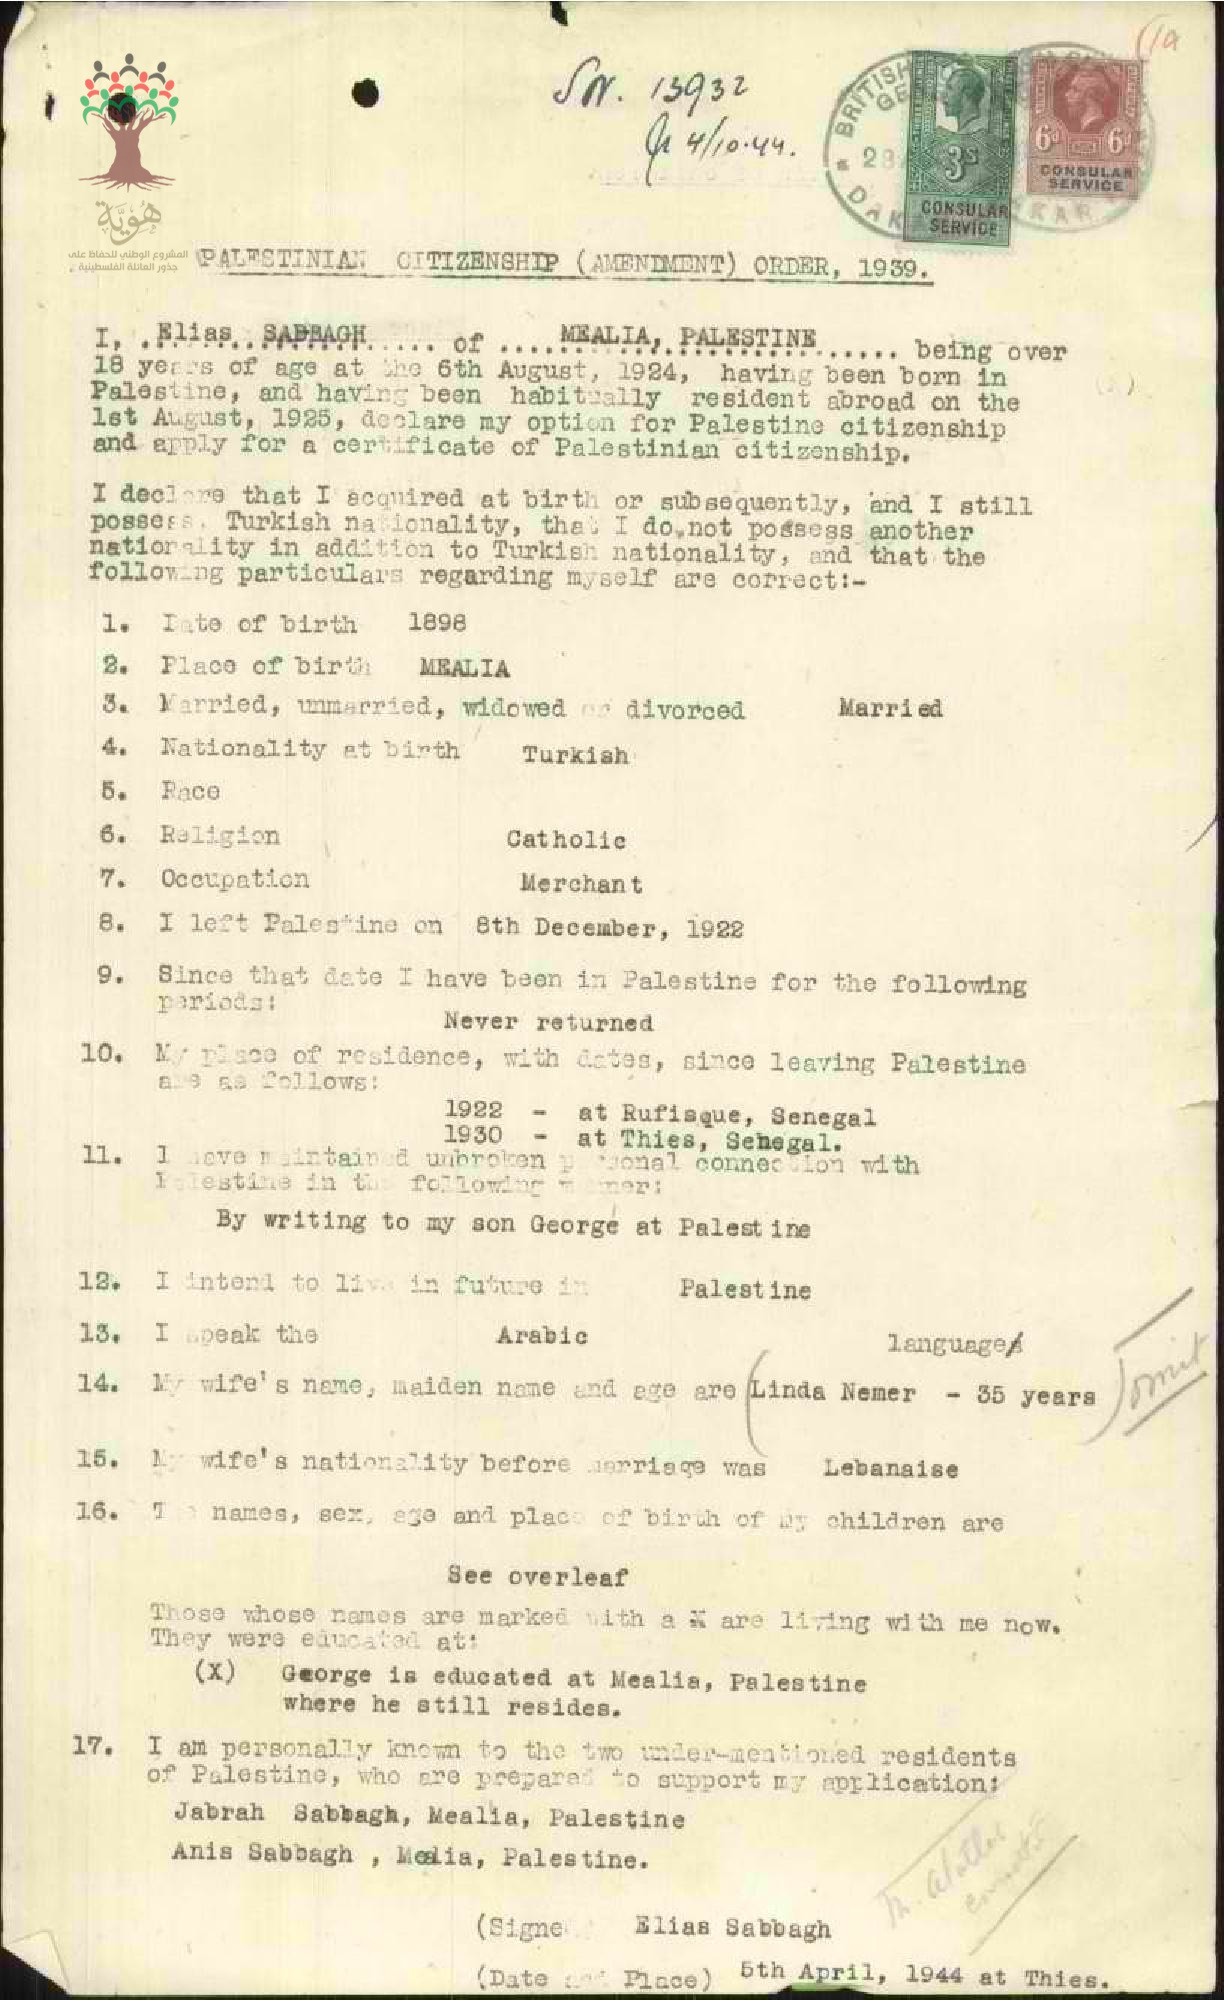 1a
S/N. 13932
4/10.44.
BRITISH
GE
28
DAK
KAR
3s
CONSULAR
SERVICE
6d 6d
CONSULAR
SERVICE
هُوِيَّة
المشروع الوطني للحفاظ على
جذور العائلة الفلسطينية
PALESTINIAN CITIZENSHIP (AMENDMENT) ORDER, 1939.
I, .Elias..SABBAGH...... of ....MEALIA, PALESTINE...... being over
18 years of age at the 6th August, 1924, having been born in
Palestine, and having been habitually resident abroad on the
1st August, 1925, declare my option for Palestine citizenship
and apply for a certificate of Palestinian citizenship.
(2.)
I declare that I acquired at birth or subsequently, and I still
possess, Turkish nationality, that I do not possess another
nationality in addition to Turkish nationality, and that the
following particulars regarding myself are correct:-
1. Date of birth 1898
2. Place of birth MEALIA
3. Married, unmarried, widowed or divorced Married
4. Nationality at birth Turkish
5. Race
6. Religion Catholic
7. Occupation Merchant
8. I left Palestine on 8th December, 1922
9. Since that date I have been in Palestine for the following
periods:
Never returned
10. My place of residence, with dates, since leaving Palestine
are as follows:
1922 - at Rufisque, Senegal
1930 - at Thies, Senegal.
11. I have maintained unbroken personal connection with
Palestine in the following manner:
By writing to my son George at Palestine
12. I intend to live in future in Palestine
13. I speak the Arabic languages
14. My wife's name, maiden name and age are (Linda Nemer - 35 years) omit
15. My wife's nationality before marriage was Lebanaise
16. The names, sex, age and place of birth of my children are
See overleaf
Those whose names are marked with a X are living with me now.
They were educated at:
(X) George is educated at Mealia, Palestine
where he still resides.
17. I am personally known to the two under-mentioned residents
of Palestine, who are prepared to support my application:
Jabrah Sabbagh, Mealia, Palestine
Anis Sabbagh , Mealia, Palestine.
(Signe Elias Sabbagh
(Date and Place) 5th April, 1944 at Thies.